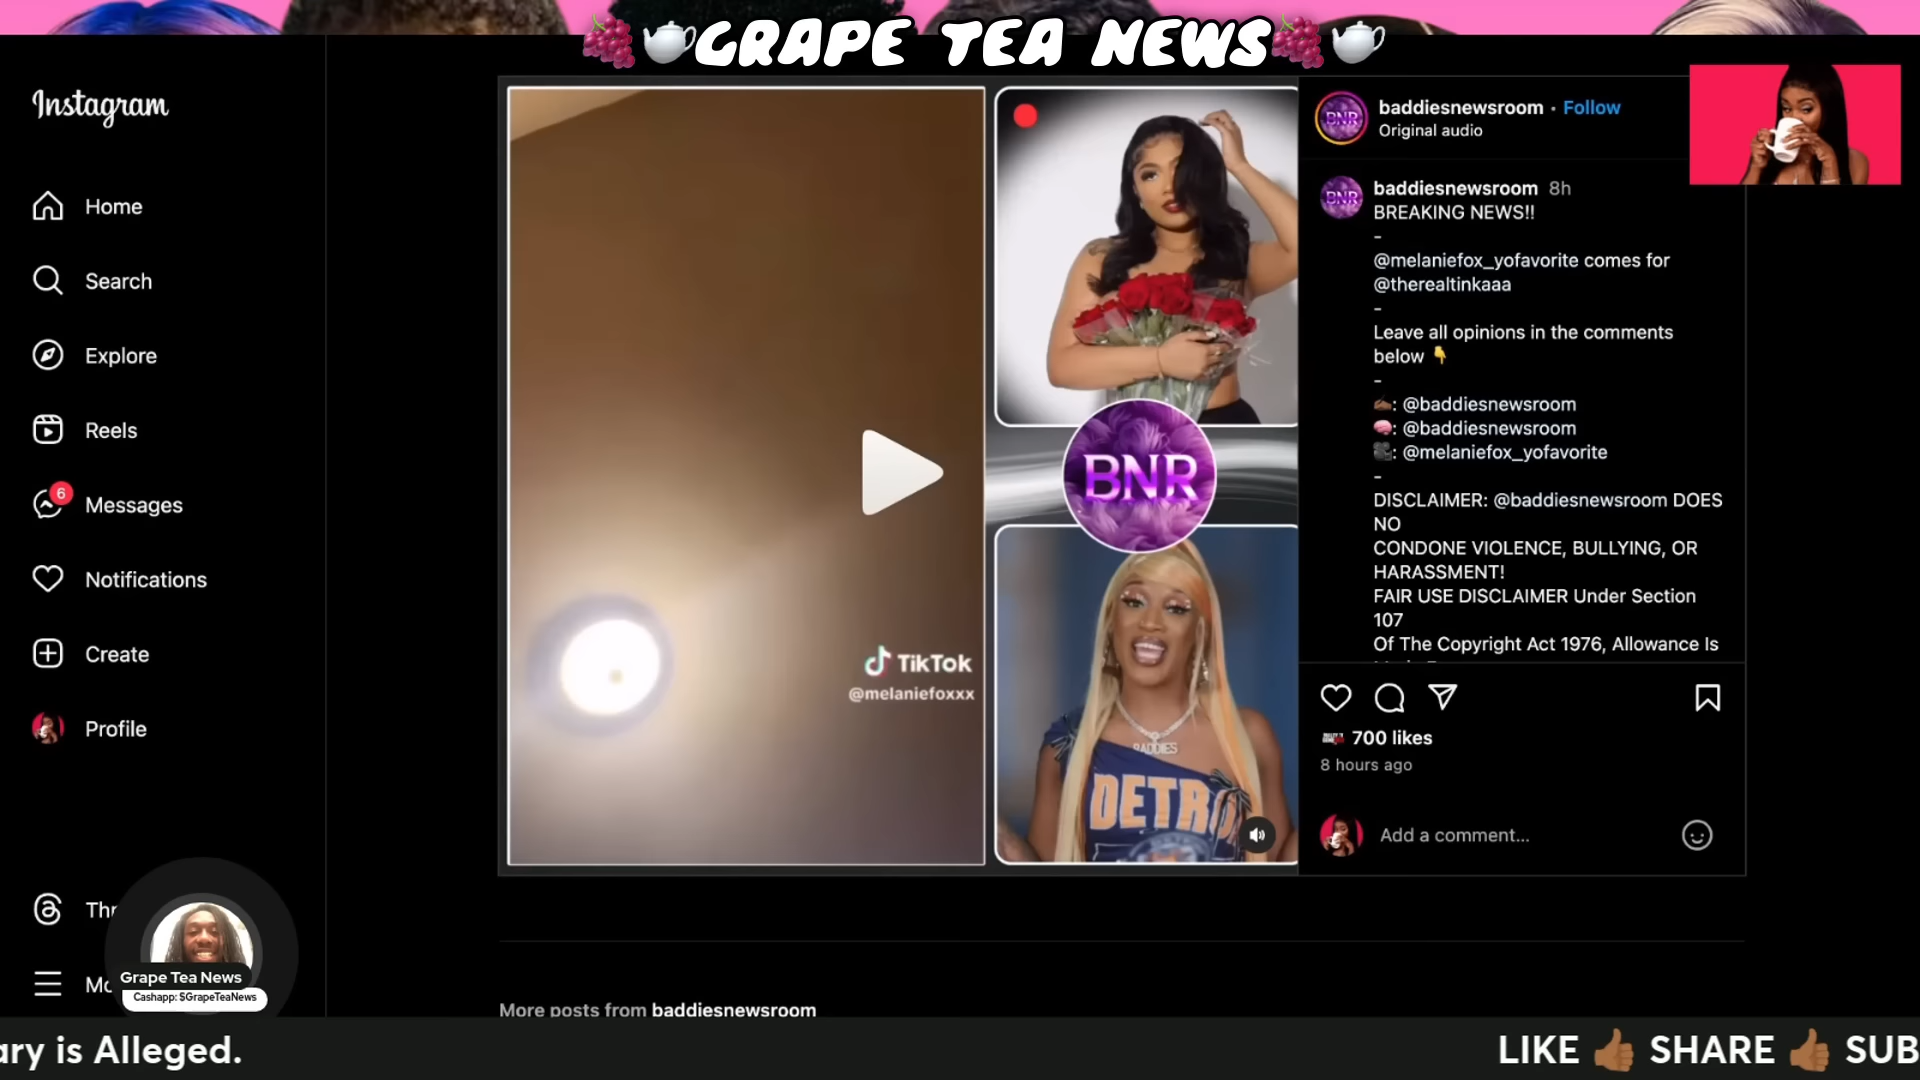 GRAPE TEA NEWS
Instagram
Home
Search
Explore
Reels
6
Messages
Notifications
Create
Profile
Grape Tea News
Cashapp: $GrapeTeaNews
TikTok
@melaniefoxxx
BNR
BADDIES
baddiesnewsroom · Follow
Original audio
baddiesnewsroom 8h
BREAKING NEWS!!
-
@melaniefox_yofavorite comes for
@therealtinkaaa
-
Leave all opinions in the comments
below
-
: @baddiesnewsroom
: @baddiesnewsroom
: @melaniefox_yofavorite
-
DISCLAIMER: @baddiesnewsroom DOES
NO
CONDONE VIOLENCE, BULLYING, OR
HARASSMENT!
FAIR USE DISCLAIMER Under Section
107
Of The Copyright Act 1976, Allowance Is
700 likes
8 hours ago
Add a comment...
More posts from baddiesnewsroom
ary is Alleged.
LIKE SHARE SUB